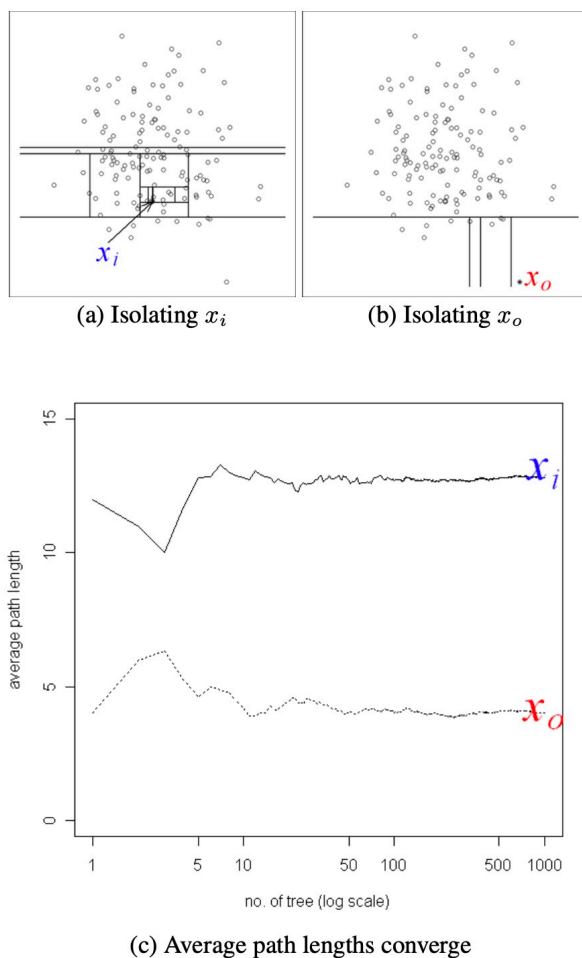 x_i
x_o
(a) Isolating x_i
(b) Isolating x_o
15
10
5
0
average path length
x_i
x_o
1 5 10 50 100 500 1000
no. of tree (log scale)
(c) Average path lengths converge